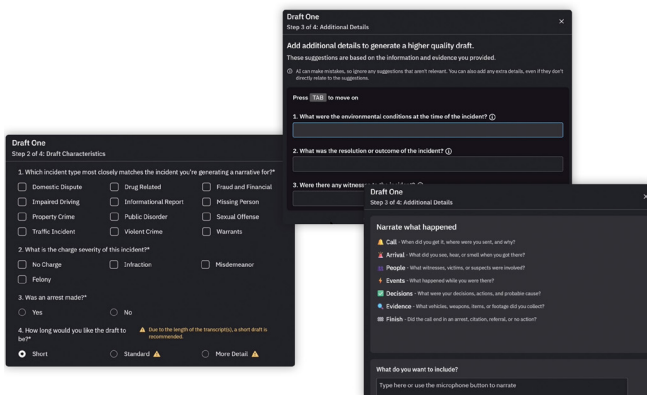 Draft One
Step 3 of 4: Additional Details
Add additional details to generate a higher quality draft.
These suggestions are based on the information and evidence you provided.
AI can make mistakes, so ignore any suggestions that aren't relevant. You can also add any extra details, even if they don't
directly relate to the suggestions.
Press TAB to move on
1. What were the environmental conditions at the time of the incident?
2. What was the resolution or outcome of the incident?
3. Were there any
Draft One
Step 2 of 4: Draft Characteristics
1. Which incident type most closely matches the incident you're generating a narrative for?*
Domestic Dispute Drug Related Fraud and Financial
Impaired Driving Informational Report Missing Person
Property Crime Public Disorder Sexual Offense
Traffic Incident Violent Crime Warrants
2. What is the charge severity of this incident?*
No Charge Infraction Misdemeanor
Felony
3. Was an arrest made?*
Yes No
4. How long would you like the draft to
be?*
Due to the length of the transcript(s), a short draft is
recommended.
Short Standard More Detail
Draft One
Step 3 of 4: Additional Details
Narrate what happened
Call - When did you get it, where were you sent, and why?
Arrival - What did you see, hear, or smell when you got there?
People - What witnesses, victims, or suspects were involved?
Events - What happened while you were there?
Decisions - What were your decisions, actions, and probable cause?
Evidence - What vehicles, weapons, items, or footage did you collect?
Finish - Did the call end in an arrest, citation, referral, or no action?
What do you want to include?
Type here or use the microphone button to narrate